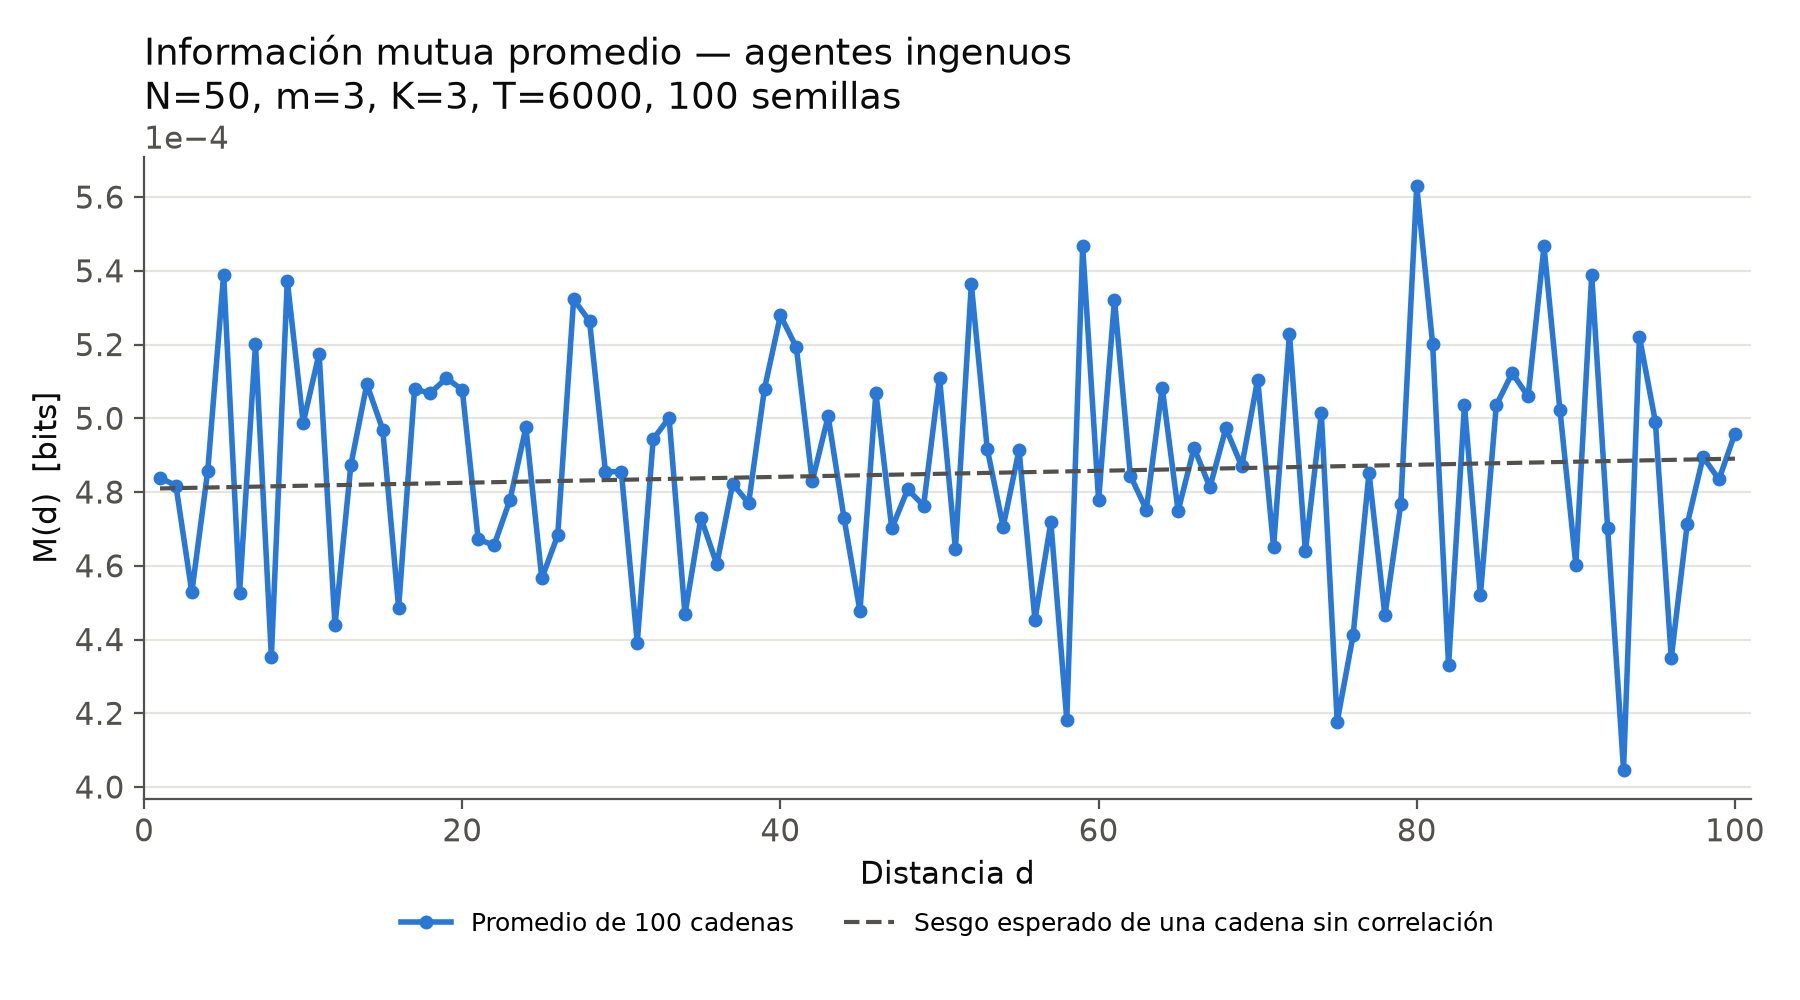 Información mutua promedio — agentes ingenuos
N=50, m=3, K=3, T=6000, 100 semillas
1e−4
5.6
5.4
5.2
5.0
4.8
4.6
4.4
4.2
4.0
M(d) [bits]
0 20 40 60 80 100
Distancia d
Promedio de 100 cadenas
Sesgo esperado de una cadena sin correlación